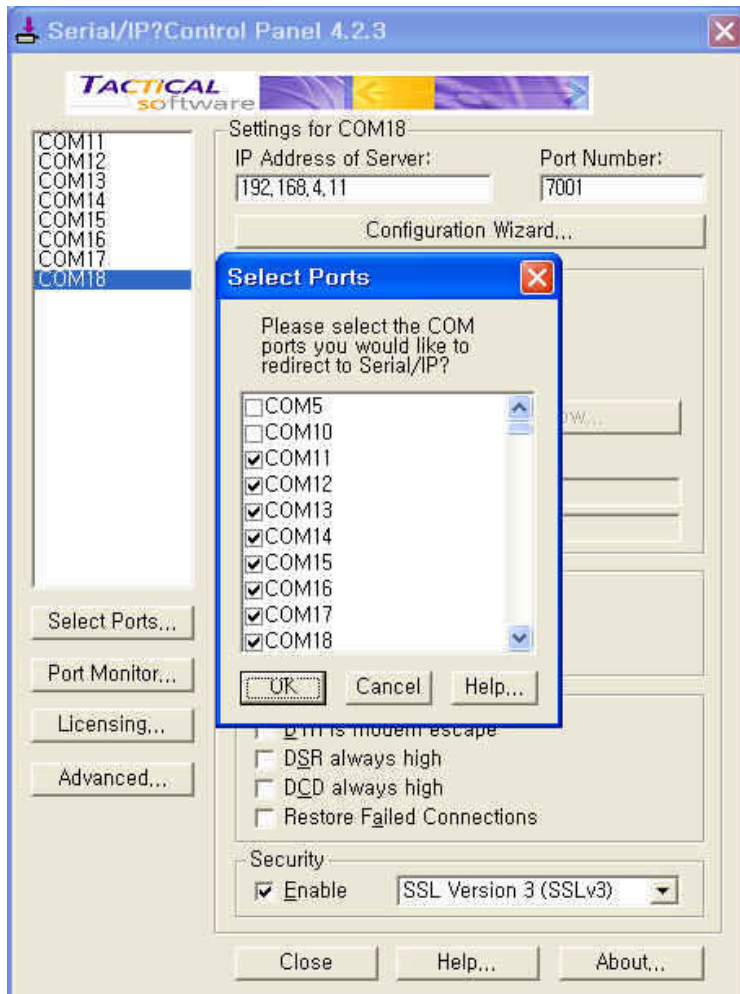 Serial/IP?Control Panel 4.2.3
TACTICAL
software
COM11
COM12
COM13
COM14
COM15
COM16
COM17
COM18
Select Ports...
Port Monitor...
Licensing...
Advanced...
Settings for COM18
IP Address of Server:
Port Number:
192,168,4,11
7001
Configuration Wizard...
Select Ports
Please select the COM
ports you would like to
redirect to Serial/IP?
COM5
COM10
COM11
COM12
COM13
COM14
COM15
COM16
COM17
COM18
OK
Cancel
Help...
DTR is modem escape
DSR always high
DCD always high
Restore Failed Connections
Security
Enable
SSL Version 3 (SSLv3)
Close
Help...
About...